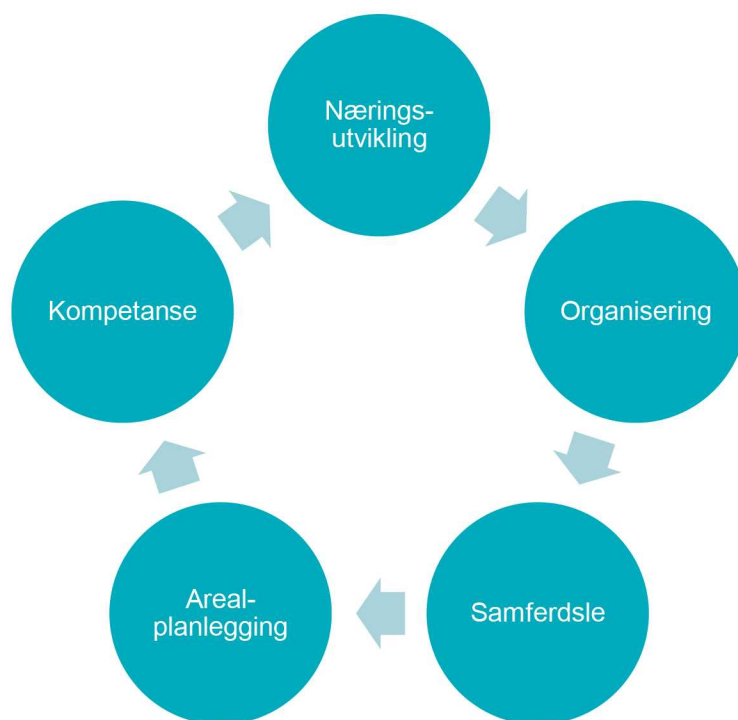 Nærings-
utvikling
Organisering
Samferdsle
Areal-
planlegging
Kompetanse